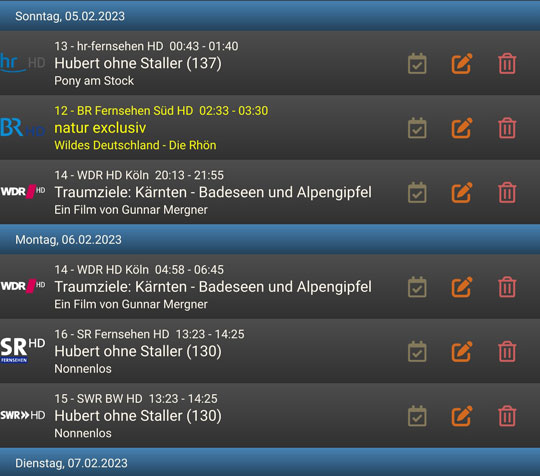 Sonntag, 05.02.2023
hr HD
13 - hr-fernsehen HD 00:43 - 01:40
Hubert ohne Staller (137)
Pony am Stock
BR
12 - BR Fernsehen Süd HD 02:33 - 03:30
natur exclusiv
Wildes Deutschland - Die Rhön
WDR HD
14 - WDR HD Köln 20:13 - 21:55
Traumziele: Kärnten - Badeseen und Alpengipfel
Ein Film von Gunnar Mergner
Montag, 06.02.2023
WDR HD
14 - WDR HD Köln 04:58 - 06:45
Traumziele: Kärnten - Badeseen und Alpengipfel
Ein Film von Gunnar Mergner
SR HD
FERNSEHEN
16 - SR Fernsehen HD 13:23 - 14:25
Hubert ohne Staller (130)
Nonnenlos
SWR» HD
15 - SWR BW HD 13:23 - 14:25
Hubert ohne Staller (130)
Nonnenlos
Dienstag, 07.02.2023